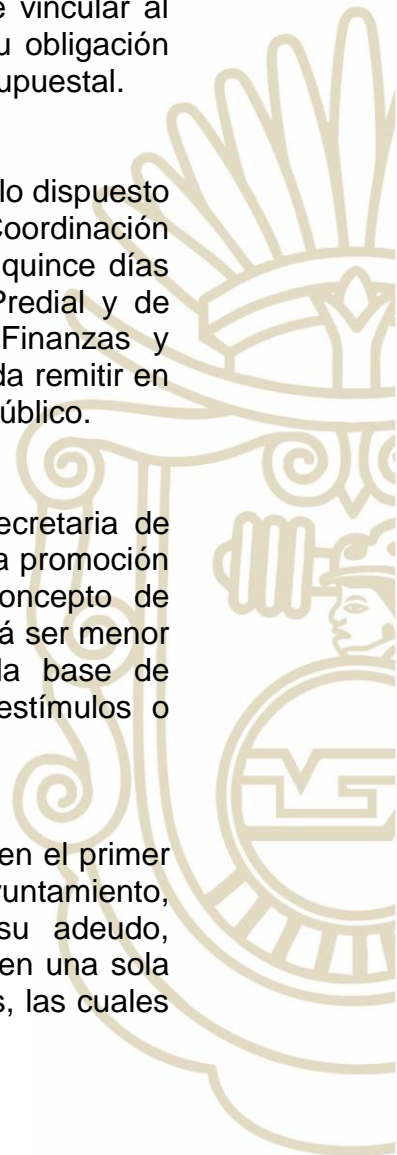 e vincular al
u obligación
upuestal.
lo dispuesto
Coordinación
quince días
Predial y de
Finanzas y
da remitir en
úblico.
ecretaria de
a promoción
oncepto de
á ser menor
la base de
estímulos o
en el primer
yuntamiento,
su adeudo,
en una sola
s, las cuales